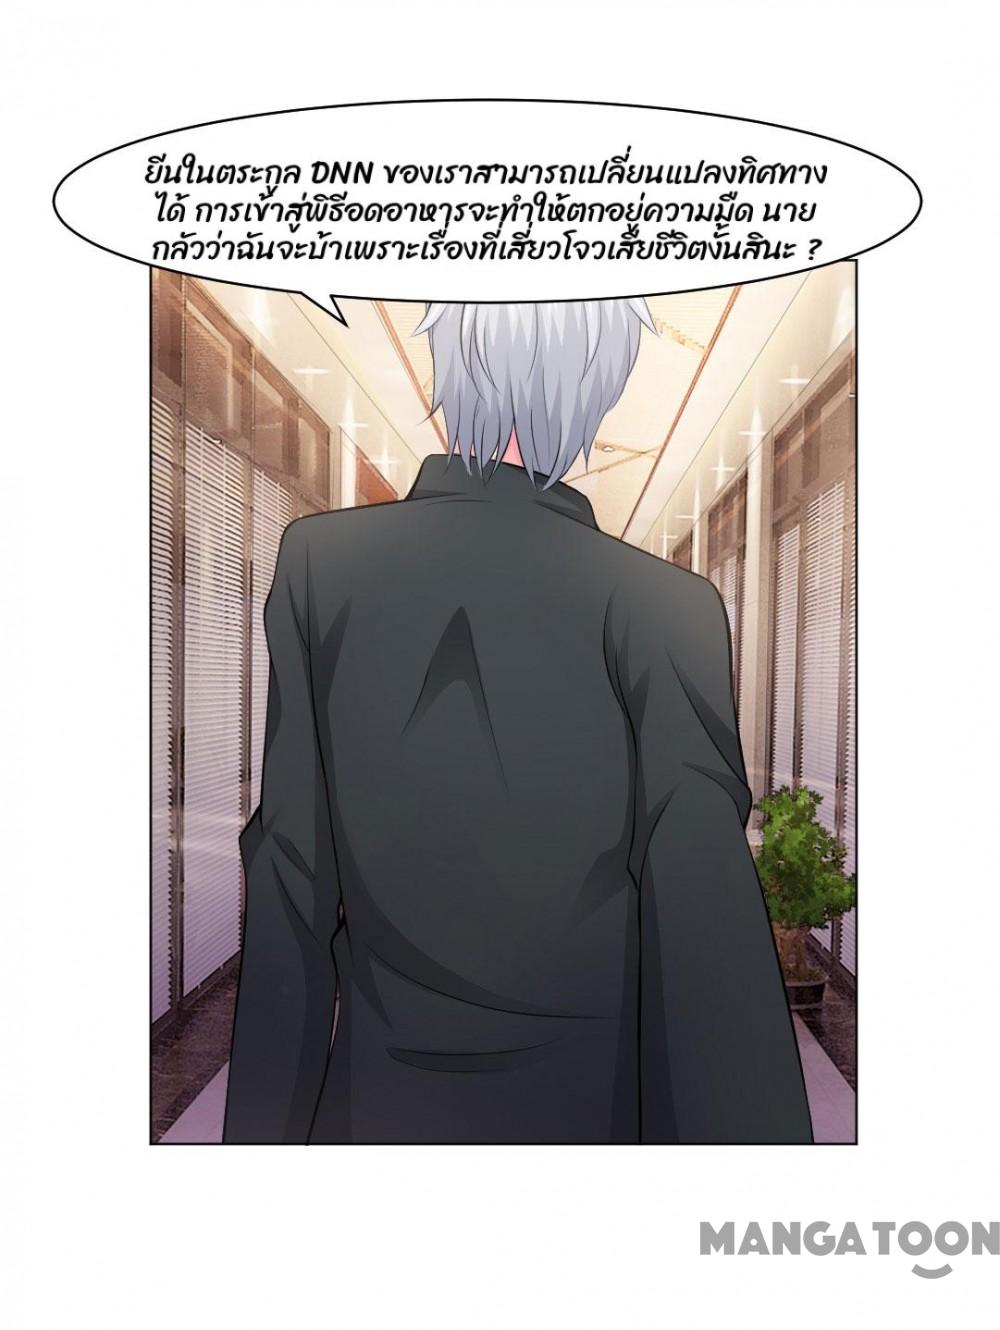 ยีนในตระกูล DNN ของเราสามารถเปลี่ยนแปลงทิศทาง
ได้ การเข้าสู่พิธีอดอาหารจะทำให้ตกอยู่ความมืด นาย
กลัวว่าฉันจะบ้าเพราะเรื่องที่เสี่ยวโจวเสียชีวิตงั้นสินะ ?
MANGATOON